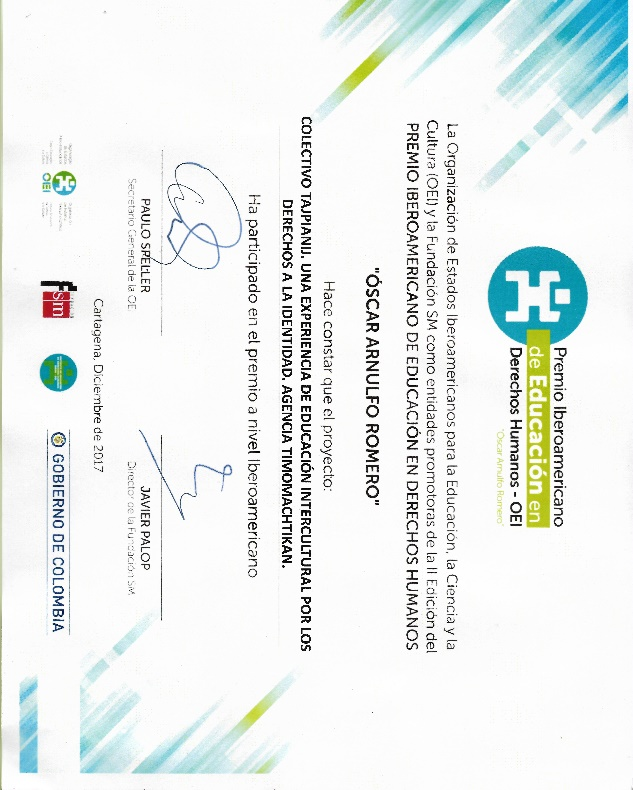 Premio Iberoamericano
de Educación en
Derechos Humanos - OEI
"Óscar Arnulfo Romero"
La Organización de Estados Iberoamericanos para la Educación, la Ciencia y la
Cultura (OEI) y la Fundación SM como entidades promotoras de la II Edición del
PREMIO IBEROAMERICANO DE EDUCACIÓN EN DERECHOS HUMANOS
"ÓSCAR ARNULFO ROMERO"
Hace constar que el proyecto:
COLECTIVO TAJPIANIJ. UNA EXPERIENCIA DE EDUCACIÓN INTERCULTURAL POR LOS
DERECHOS A LA IDENTIDAD. AGENCIA TIMOMACHTIKAN.
Ha participado en el premio a nivel Iberoamericano
PAULO SPELLER
Secretario General de la OEI
JAVIER PALOP
Director de la Fundación SM
Cartagena, Diciembre de 2017
OEI
sm
GOBIERNO DE COLOMBIA